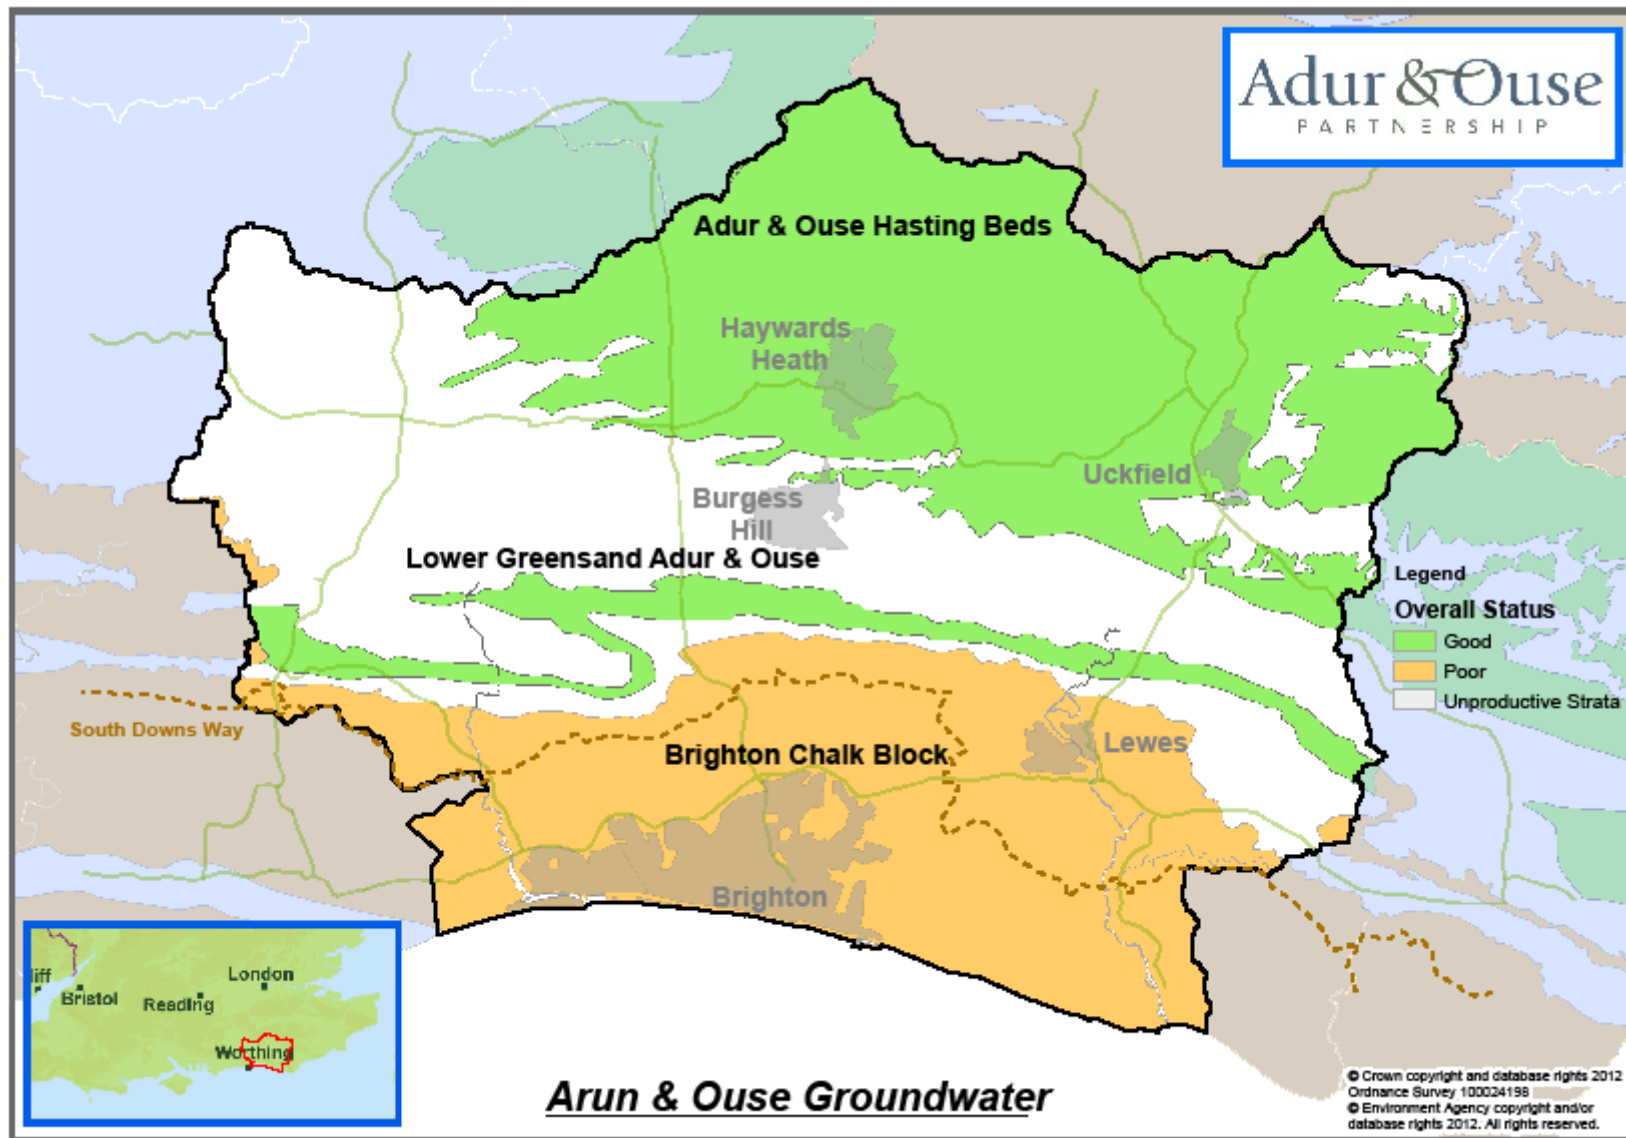 Adur & Ouse
PARTNERSHIP
Adur & Ouse Hasting Beds
Haywards
Heath
Uckfield
Burgess
Hill
Lower Greensand Adur & Ouse
Legend
Overall Status
Good
Poor
Unproductive Strata
South Downs Way
Brighton Chalk Block
Lewes
Brighton
liff
Bristol
Reading
London
Worthing
Arun & Ouse Groundwater
© Crown copyright and database rights 2012
Ordnance Survey 100024198
© Environment Agency copyright and/or
database rights 2012. All rights reserved.